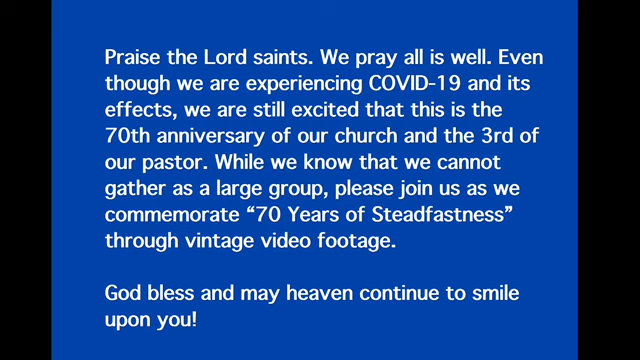 Praise the Lord saints. We pray all is well. Even
though we are experiencing COVID-19 and its
effects, we are still excited that this is the
70th anniversary of our church and the 3rd of
our pastor. While we know that we cannot
gather as a large group, please join us as we
commemorate “70 Years of Steadfastness”
through vintage video footage.
God bless and may heaven continue to smile
upon you!